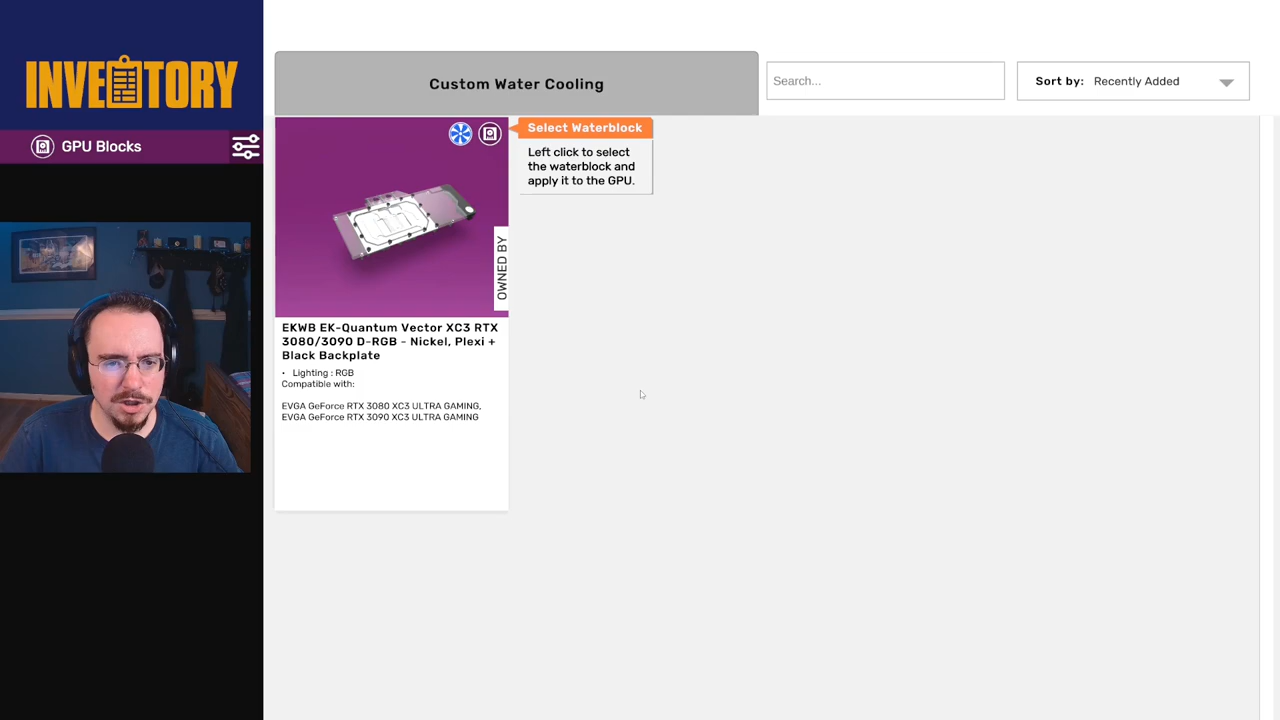 INVENTORY
GPU Blocks
Custom Water Cooling
Search...
Sort by: Recently Added
OWNED BY
Select Waterblock
Left click to select
the waterblock and
apply it to the GPU.
EKWB EK-Quantum Vector XC3 RTX
3080/3090 D-RGB - Nickel, Plexi +
Black Backplate
• Lighting : RGB
Compatible with:
EVGA GeForce RTX 3080 XC3 ULTRA GAMING,
EVGA GeForce RTX 3090 XC3 ULTRA GAMING